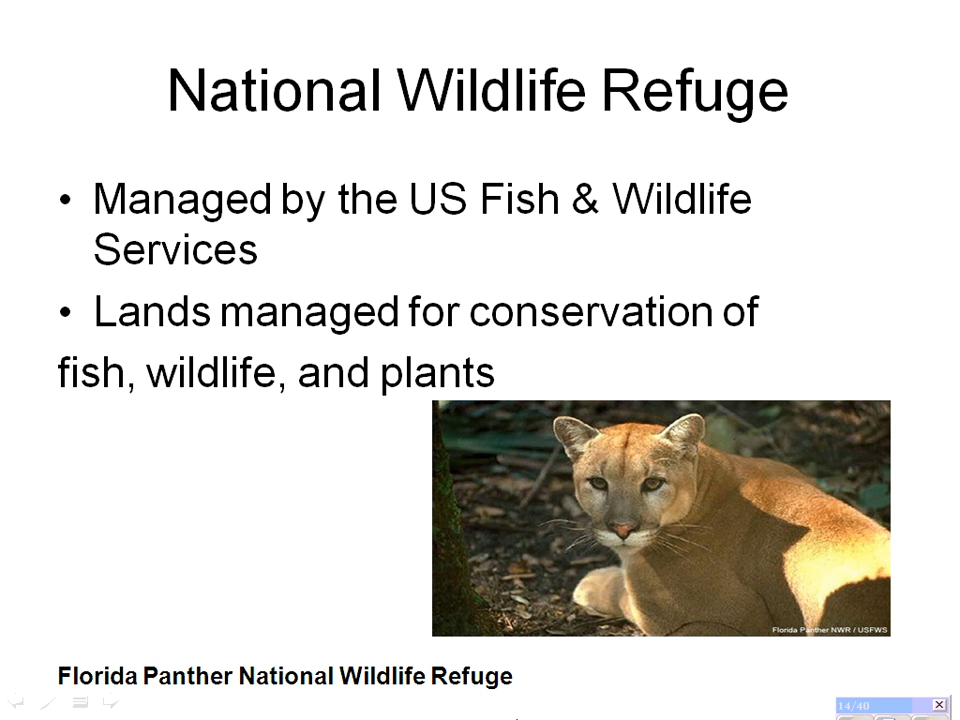 National Wildlife Refuge
• Managed by the US Fish & Wildlife
Services
• Lands managed for conservation of
fish, wildlife, and plants
Florida Panther NWR / USFWS
Florida Panther National Wildlife Refuge
14/40